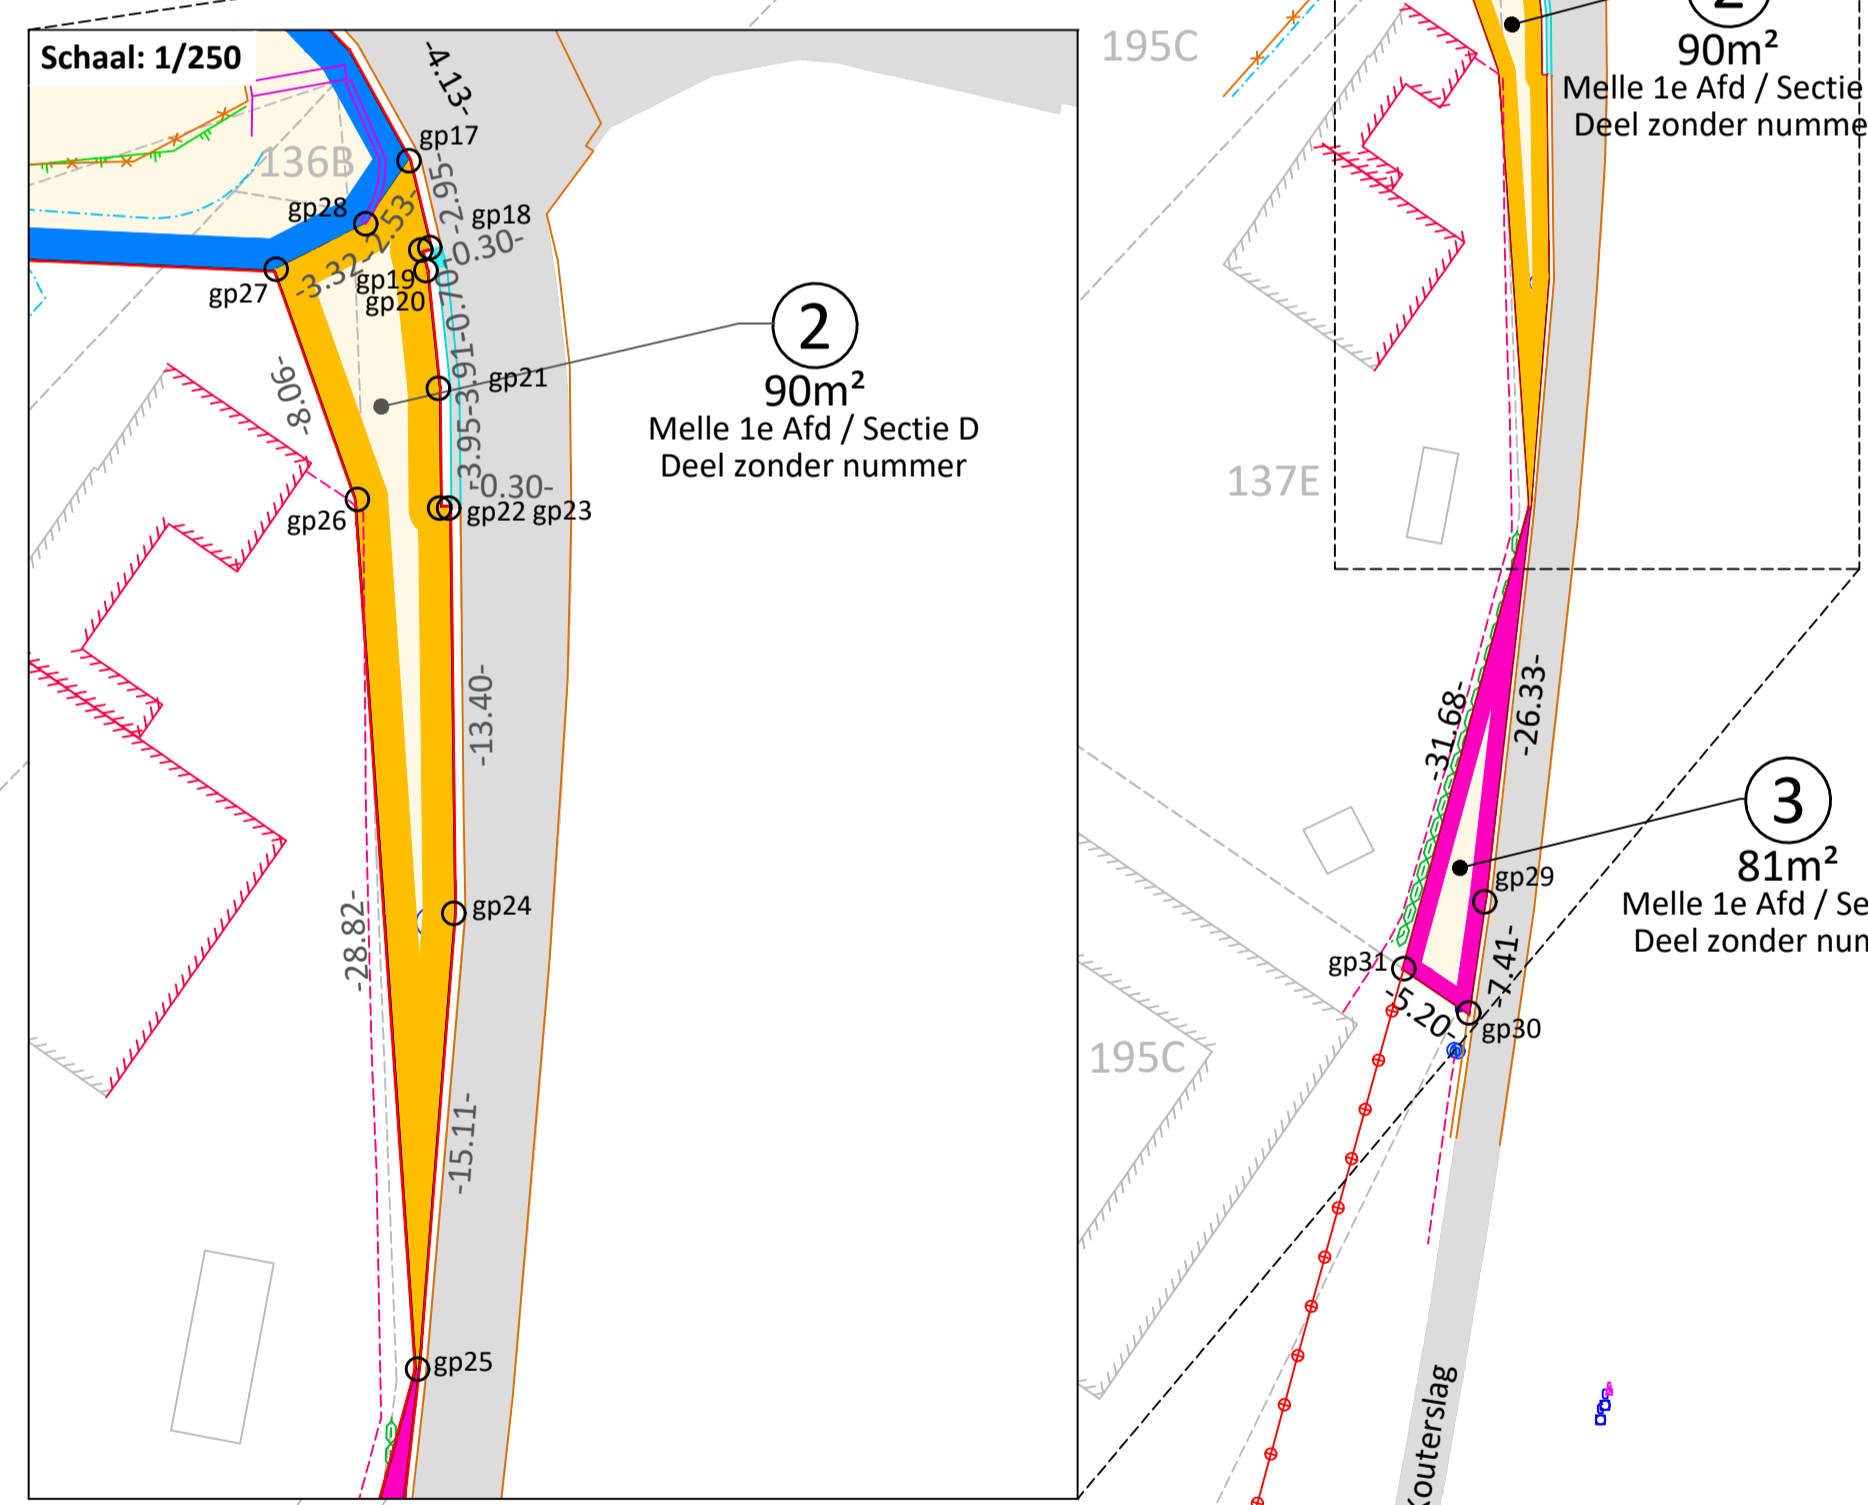 Schaal: 1/250
-4.13-
gp17
136B
-2.95-
gp28
-2.53-
gp18
-0.30-
-3.32-
gp19
gp27
gp20
-0.70-
2
90m²
Melle 1e Afd / Sectie D
Deel zonder nummer
-8.06-
-3.91-
gp21
-3.95-
-0.30-
gp26
gp22 gp23
-13.40-
-28.82-
gp24
-15.11-
gp25
195C
2
90m²
Melle 1e Afd / Sectie
Deel zonder numme
137E
-31.68-
-26.33-
3
81m²
gp29
Melle 1e Afd / Se
Deel zonder num
gp31
-7.41-
-5.20-
gp30
195C
Kouterslag